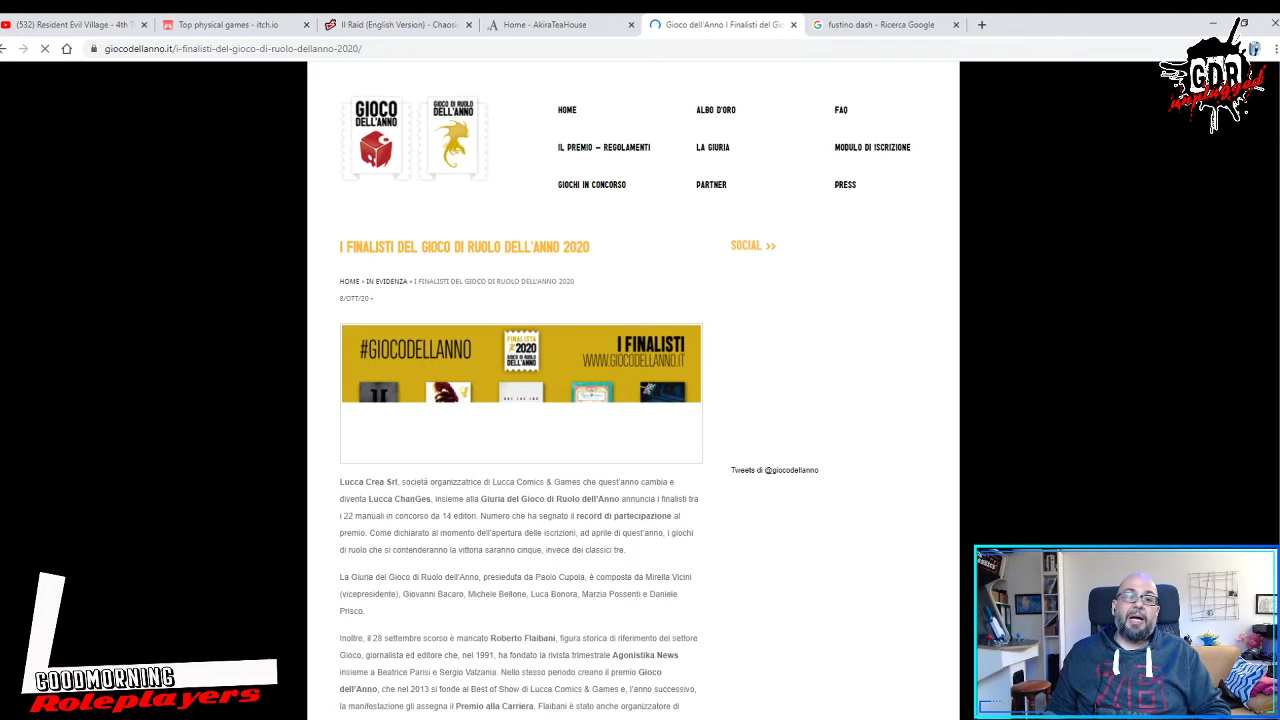 (532) Resident Evil Village - 4th T
Top physical games - itch.io
Il Raid (English Version) - Chaosi
Home - AkiraTeaHouse
Gioco dell'Anno I Finalisti del Gi
fustino dash - Ricerca Google
giocodellanno.it/i-finalisti-del-gioco-di-ruolo-dellanno-2020/
GDR
unplugged
GIOCO
DELL'ANNO
GIOCO DI RUOLO
DELL'ANNO
HOME
ALBO D'ORO
FAQ
IL PREMIO – REGOLAMENTI
LA GIURIA
MODULO DI ISCRIZIONE
GIOCHI IN CONCORSO
PARTNER
PRESS
I FINALISTI DEL GIOCO DI RUOLO DELL'ANNO 2020
SOCIAL >>
HOME » IN EVIDENZA » I FINALISTI DEL GIOCO DI RUOLO DELL'ANNO 2020
8/OTT/20 -
#GIOCODELLANNO
FINALISTA
2020
GIOCO DI RUOLO
DELL'ANNO
I FINALISTI
WWW.GIOCODELLANNO.IT
Lucca Crea Srl, società organizzatrice di Lucca Comics & Games che quest'anno cambia e
diventa Lucca ChanGes, insieme alla Giuria del Gioco di Ruolo dell'Anno annuncia i finalisti tra
i 22 manuali in concorso da 14 editori. Numero che ha segnato il record di partecipazione al
premio. Come dichiarato al momento dell'apertura delle iscrizioni, ad aprile di quest'anno, i giochi
di ruolo che si contenderanno la vittoria saranno cinque, invece dei classici tre.
Tweets di @giocodellanno
La Giuria del Gioco di Ruolo dell'Anno, presieduta da Paolo Cupola, è composta da Mirella Vicini
(vicepresidente), Giovanni Bacaro, Michele Bellone, Luca Bonora, Marzia Possenti e Daniele
Prisco.
Inoltre, il 28 settembre scorso è mancato Roberto Flaibani, figura storica di riferimento del settore
Gioco, giornalista ed editore che, nel 1991, ha fondato la rivista trimestrale Agonistika News
insieme a Beatrice Parisi e Sergio Valzania. Nello stesso periodo creano il premio Gioco
dell'Anno, che nel 2013 si fonde al Best of Show di Lucca Comics & Games e, l'anno successivo,
la manifestazione gli assegna il Premio alla Carriera. Flaibani è stato anche organizzatore di
GOODMORNING
Roleplayers